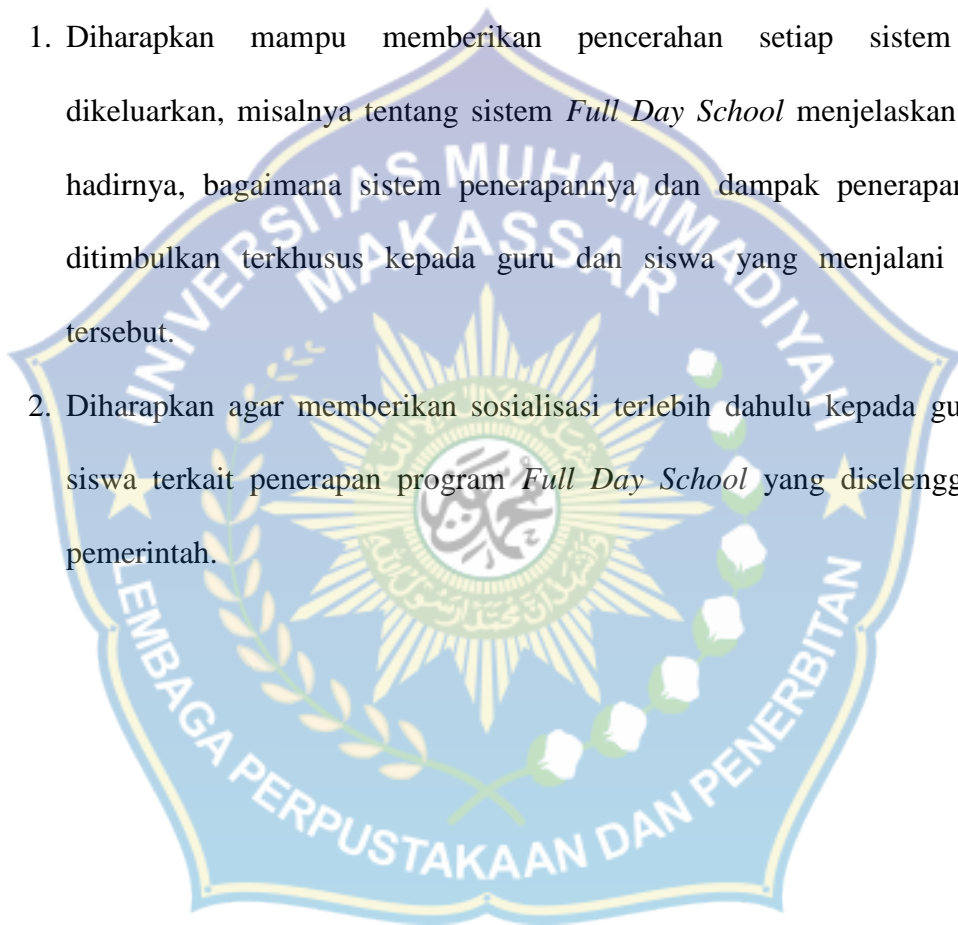 1. Diharapkan mampu memberikan pencerahan setiap sistem
dikeluarkan, misalnya tentang sistem Full Day School menjelaskan
hadirnya, bagaimana sistem penerapannya dan dampak penerapan
ditimbulkan terkhusus kepada guru dan siswa yang menjalani
tersebut.
2. Diharapkan agar memberikan sosialisasi terlebih dahulu kepada gu
siswa terkait penerapan program Full Day School yang diselengg
pemerintah.
UNIVERSITAS MUHAMMADIYAH
MAKASSAR
LEMBAGA PERPUSTAKAAN DAN PENERBITAN